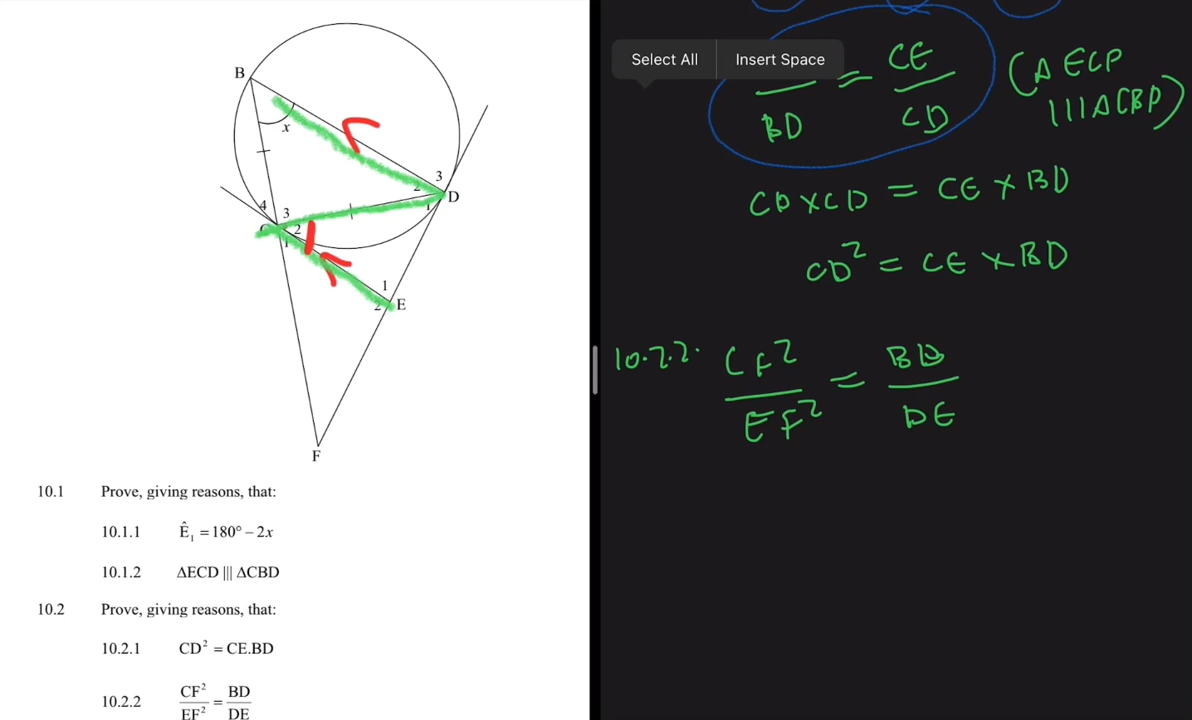 B
x
3
2
D
1
4
3
2
1
1
2
E
F
10.1 Prove, giving reasons, that:
10.1.1 Ê₁ = 180° – 2x
10.1.2 ΔECD ||| ΔCBD
10.2 Prove, giving reasons, that:
10.2.1 CD² = CE.BD
10.2.2 CF²/EF² = BD/DE
Select All Insert Space
/BD = CE/CD (Δ ECD
||| Δ CBD)
CD × CD = CE × BD
CD² = CE × BD
10.2.2. CF²/EF² = BD/DE